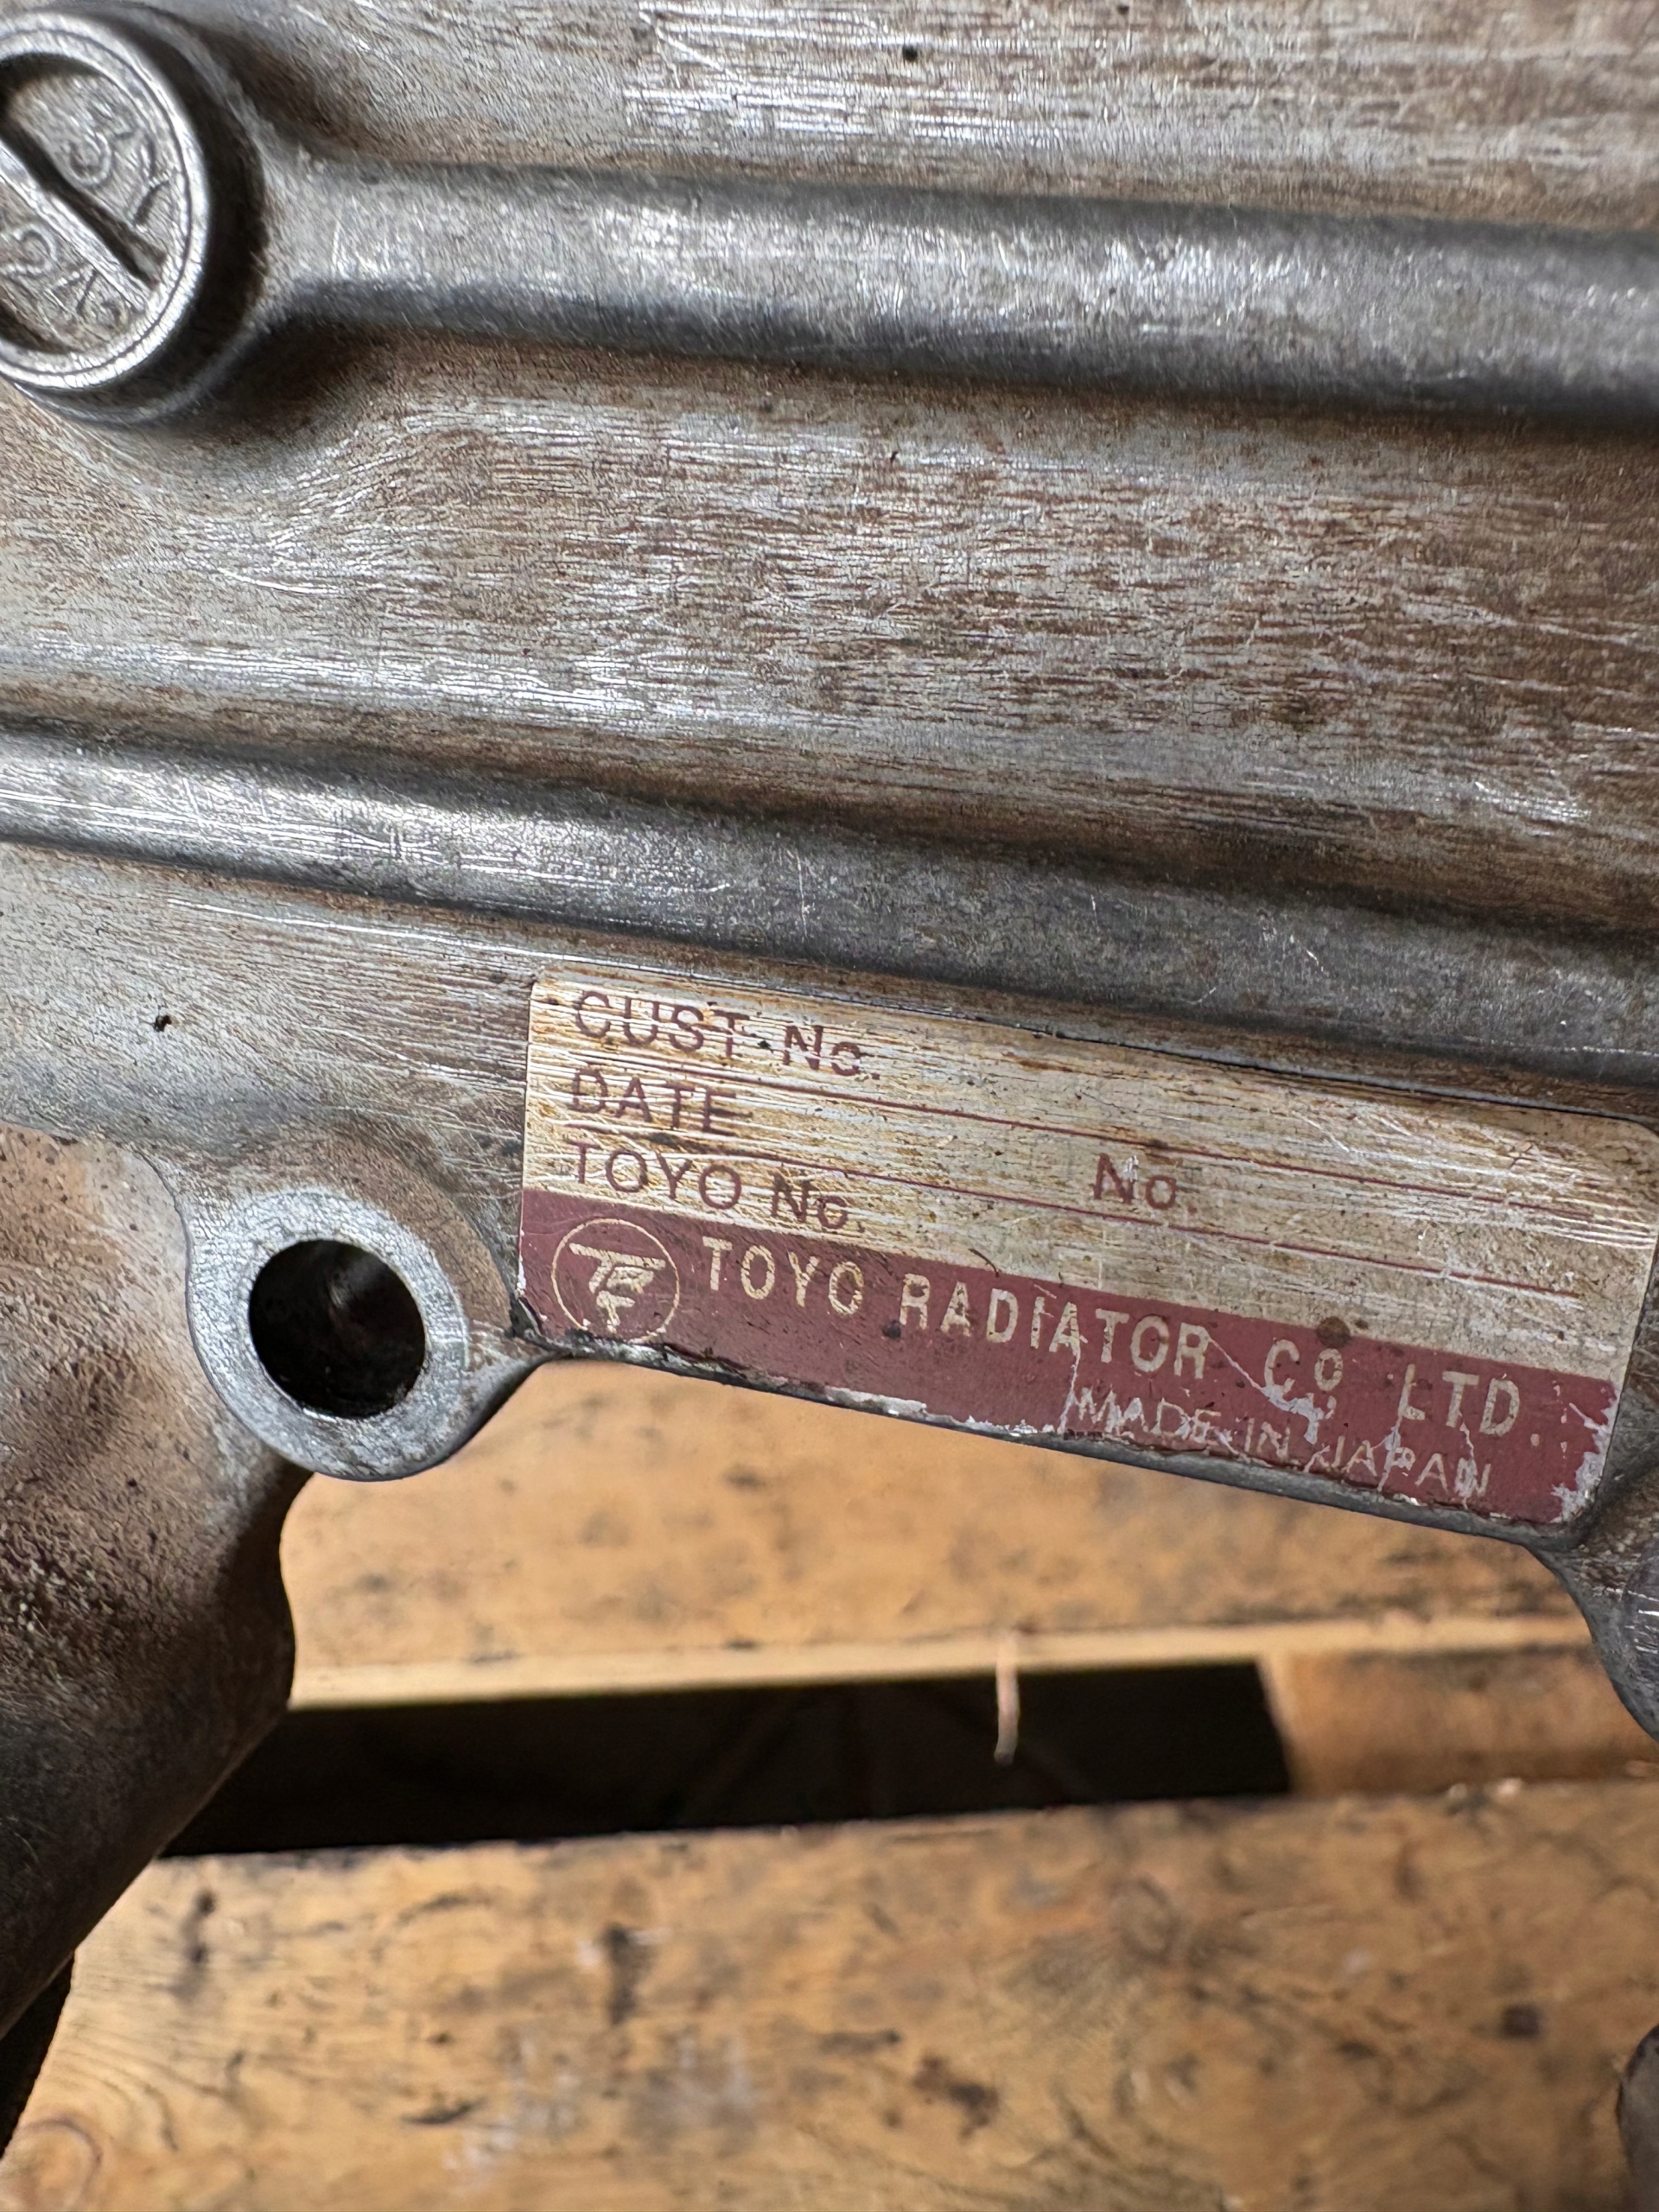 CUST No.
DATE
No.
TOYO No.
TOYO RADIATOR CO., LTD.
MADE IN JAPAN